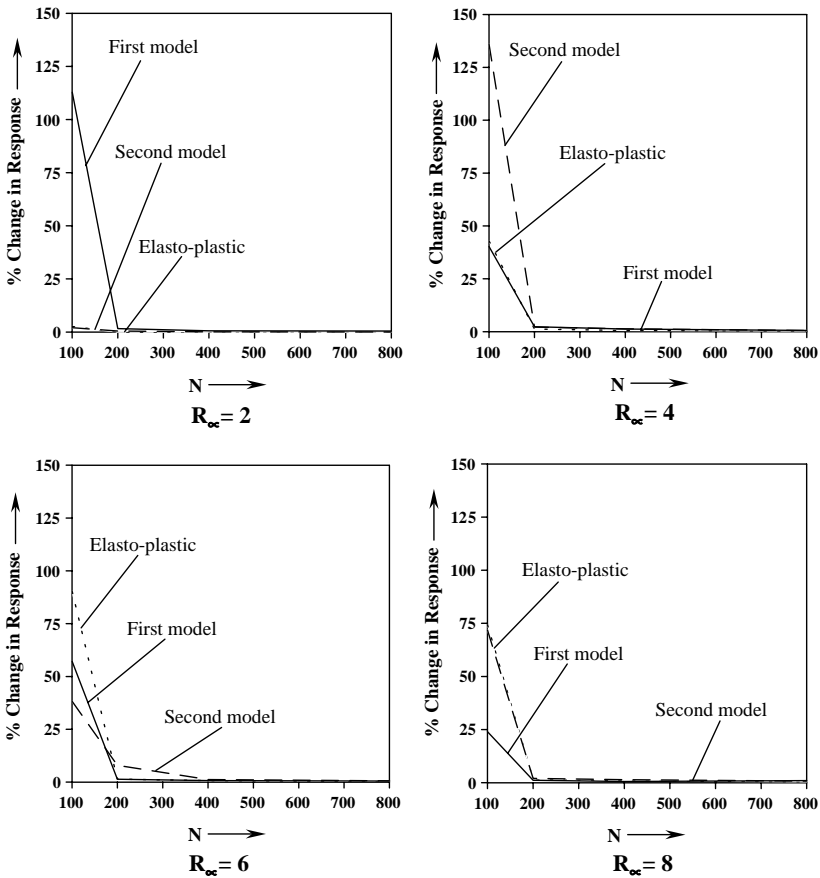 % Change in Response
150
125
100
75
50
25
0
First model
Second model
Elasto-plastic
100 200 300 400 500 600 700 800
N
R∝= 2
% Change in Response
150
125
100
75
50
25
0
Second model
Elasto-plastic
First model
100 200 300 400 500 600 700 800
N
R∝= 4
% Change in Response
150
125
100
75
50
25
0
Elasto-plastic
First model
Second model
100 200 300 400 500 600 700 800
N
R∝= 6
% Change in Response
150
125
100
75
50
25
0
Elasto-plastic
First model
Second model
100 200 300 400 500 600 700 800
N
R∝= 8